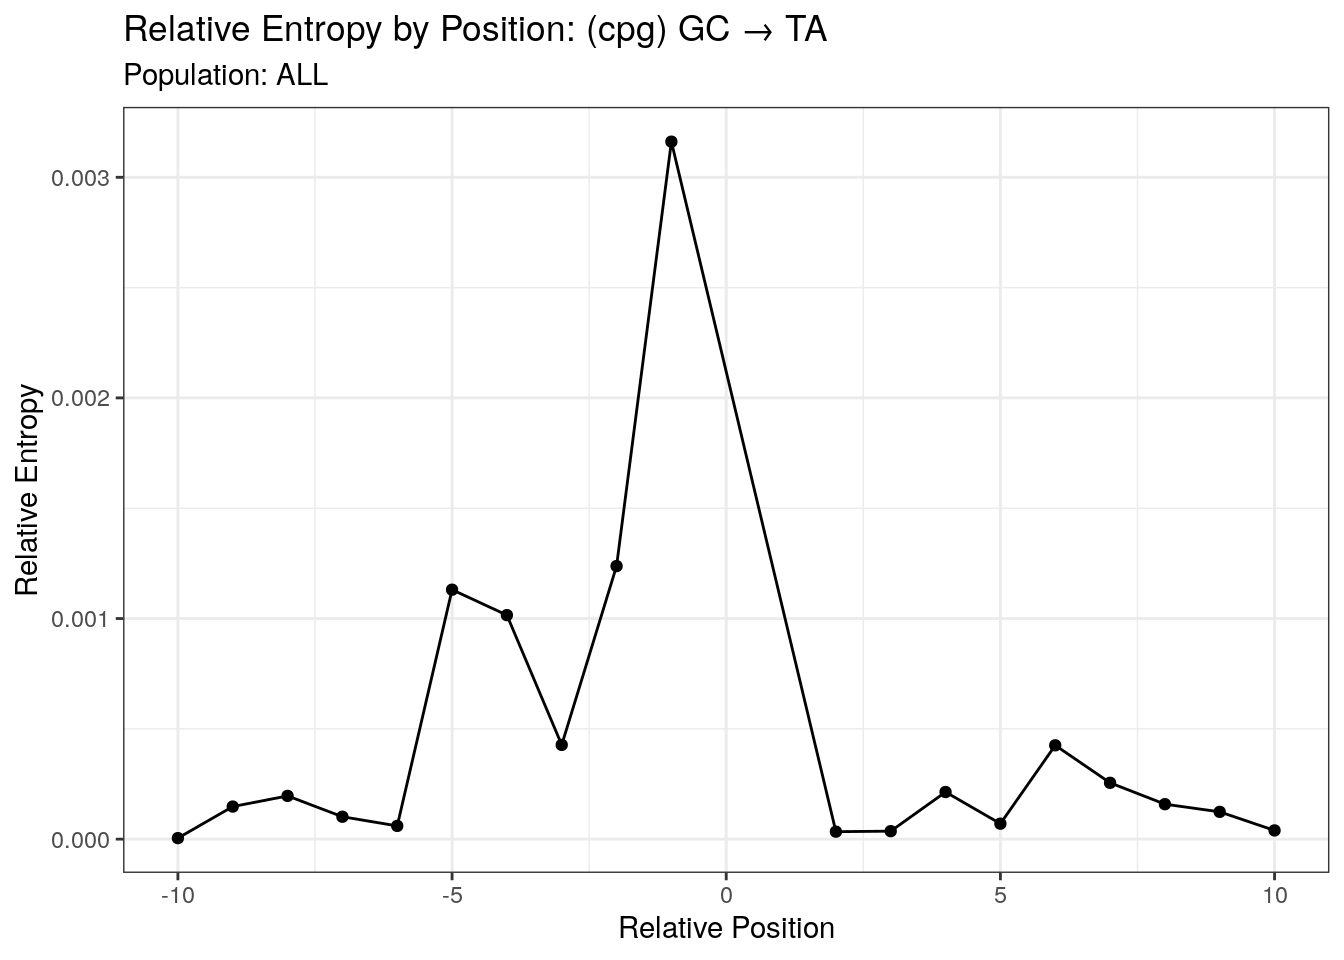 Relative Entropy by Position: (cpg) GC → TA
Population: ALL
Relative Entropy
0.003
0.002
0.001
0.000
-10
-5
0
5
10
Relative Position